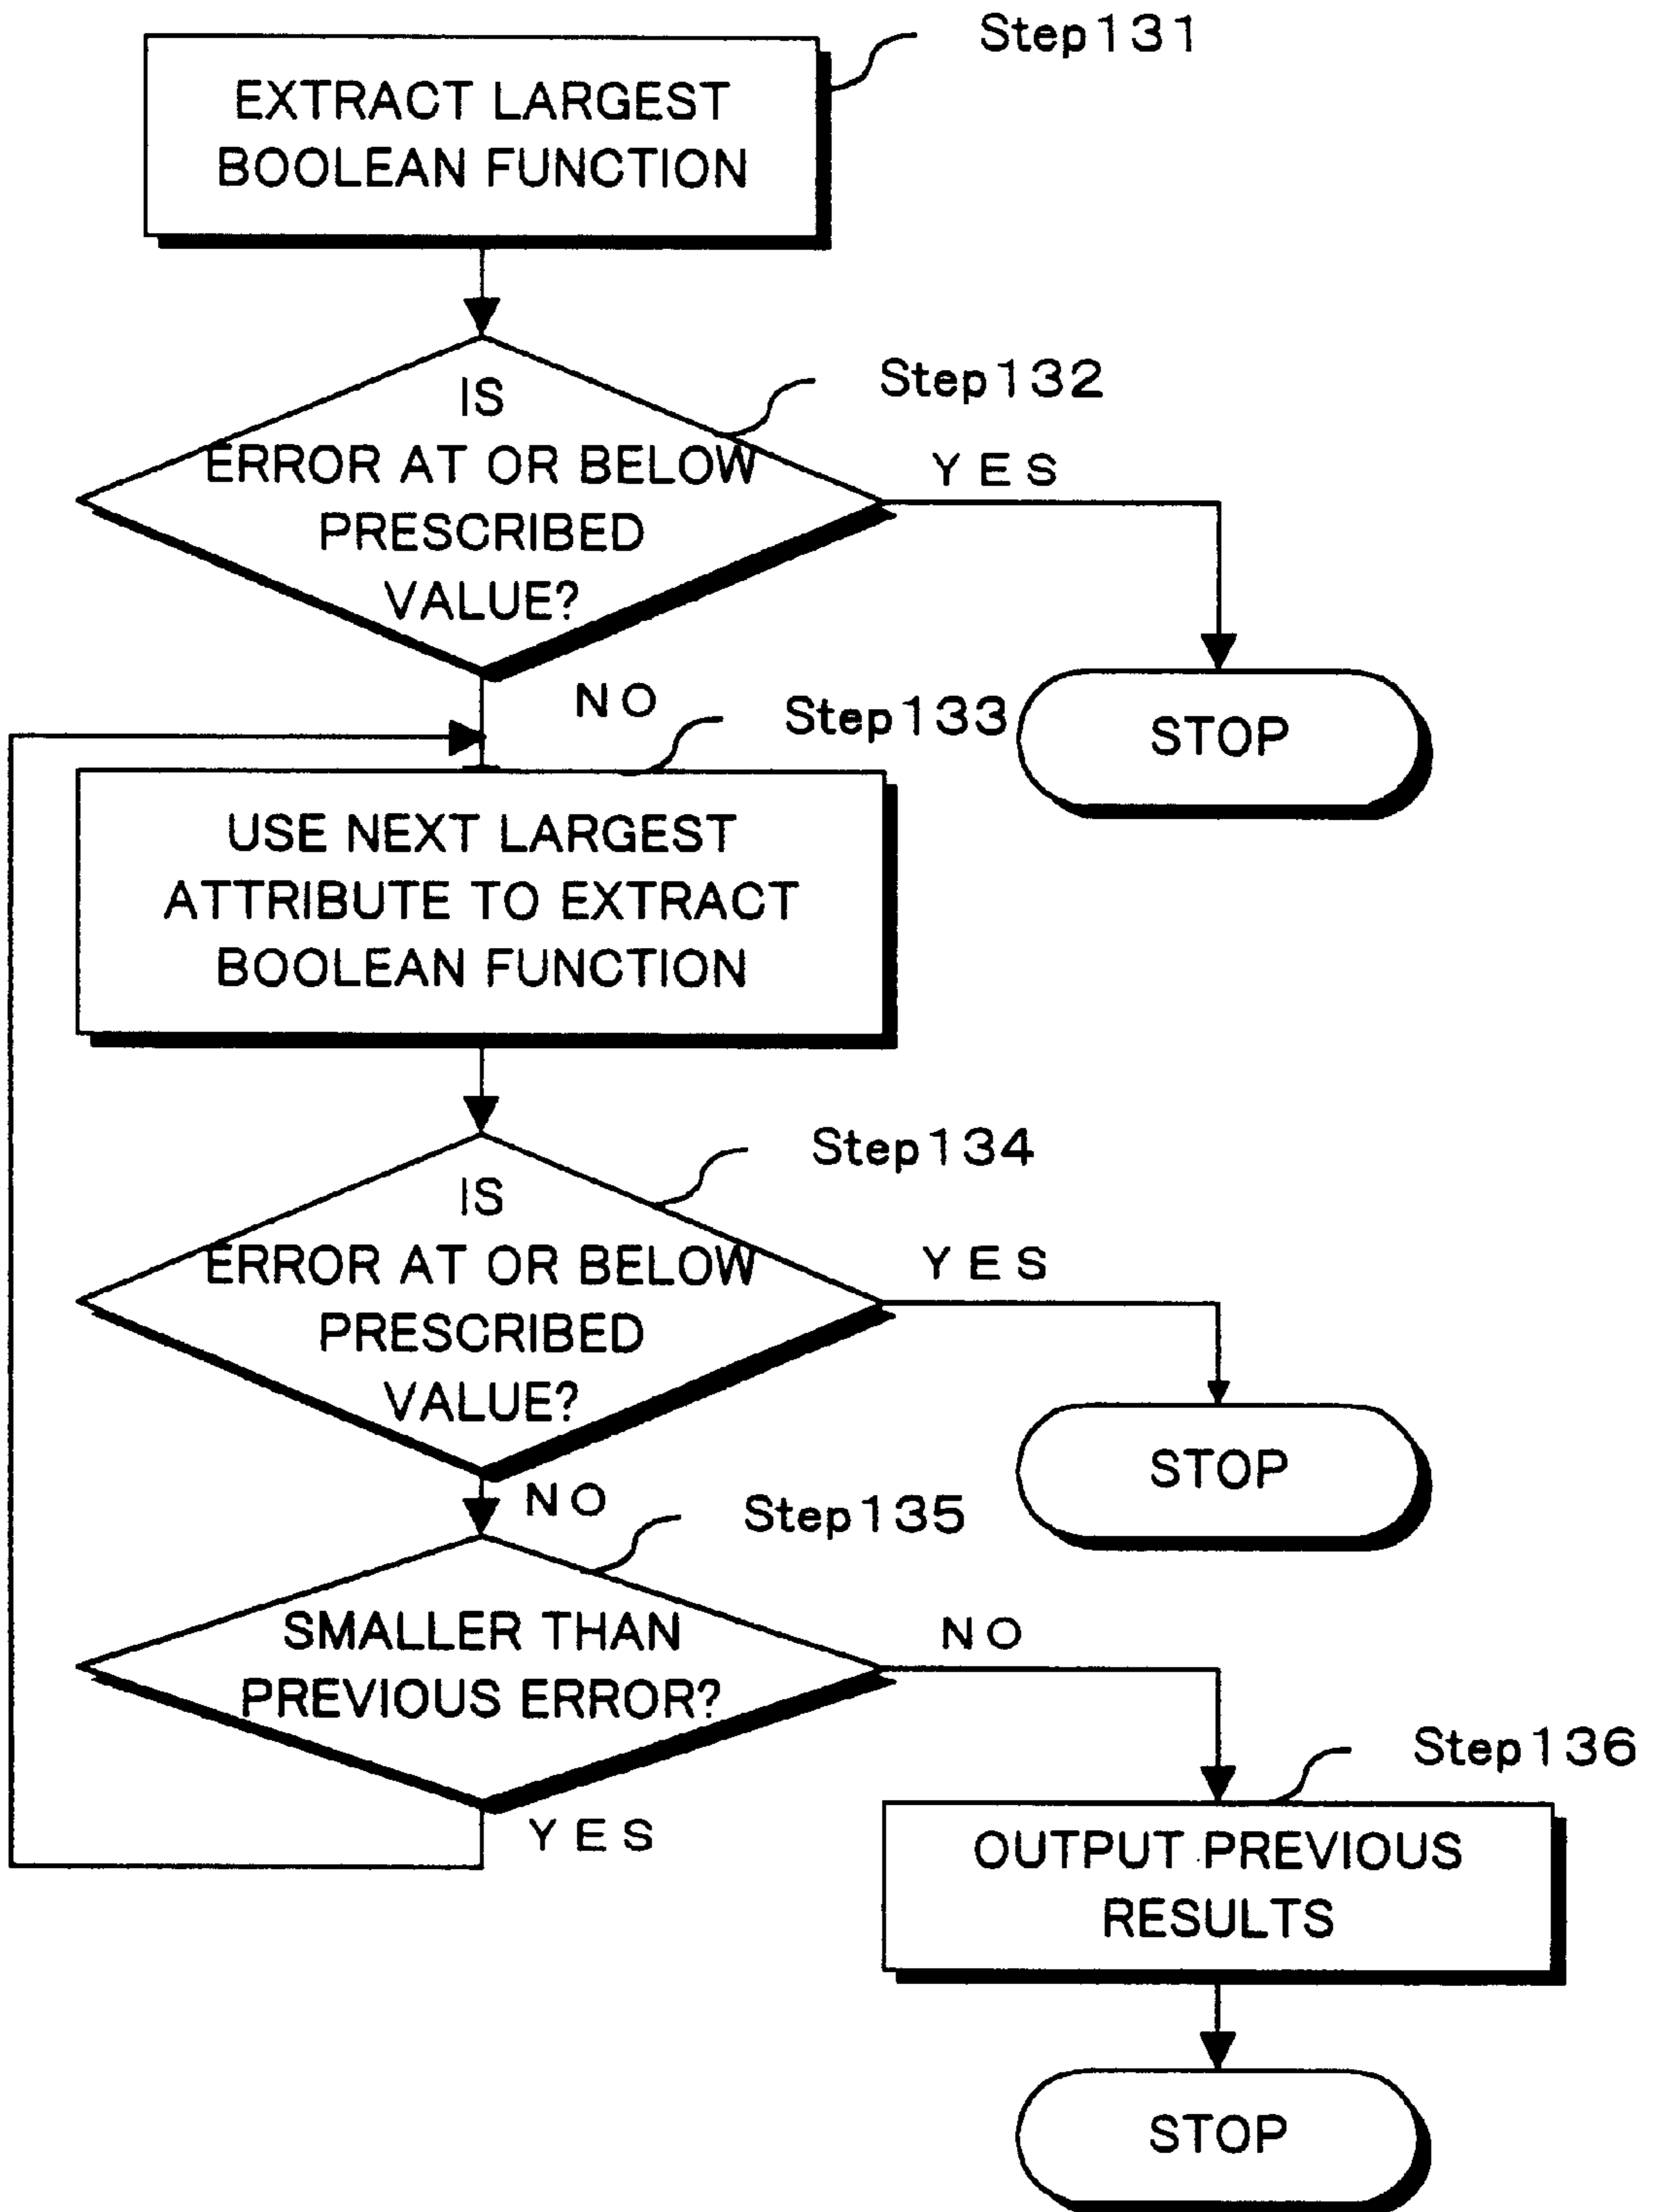 Step131
EXTRACT LARGEST
BOOLEAN FUNCTION
Step132
IS
ERROR AT OR BELOW
PRESCRIBED
VALUE?
YES
NO
STOP
Step133
USE NEXT LARGEST
ATTRIBUTE TO EXTRACT
BOOLEAN FUNCTION
Step134
IS
ERROR AT OR BELOW
PRESCRIBED
VALUE?
YES
STOP
NO
Step135
SMALLER THAN
PREVIOUS ERROR?
NO
YES
Step136
OUTPUT PREVIOUS
RESULTS
STOP